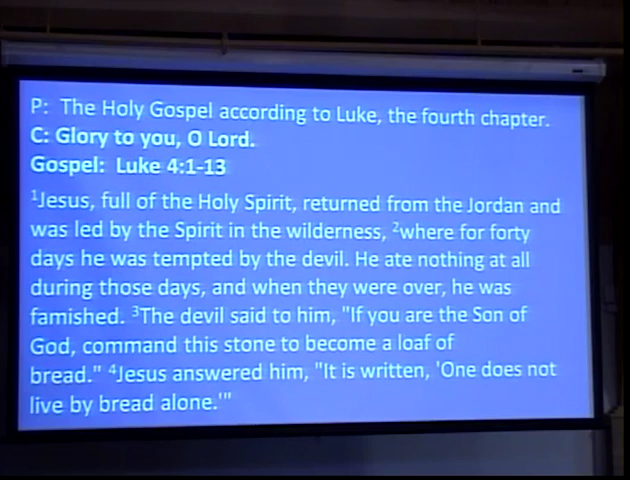 P: The Holy Gospel according to Luke, the fourth chapter.
C: Glory to you, O Lord.
Gospel: Luke 4:1-13
¹Jesus, full of the Holy Spirit, returned from the Jordan and
was led by the Spirit in the wilderness, ²where for forty
days he was tempted by the devil. He ate nothing at all
during those days, and when they were over, he was
famished. ³The devil said to him, "If you are the Son of
God, command this stone to become a loaf of
bread." ⁴Jesus answered him, "It is written, 'One does not
live by bread alone.'"